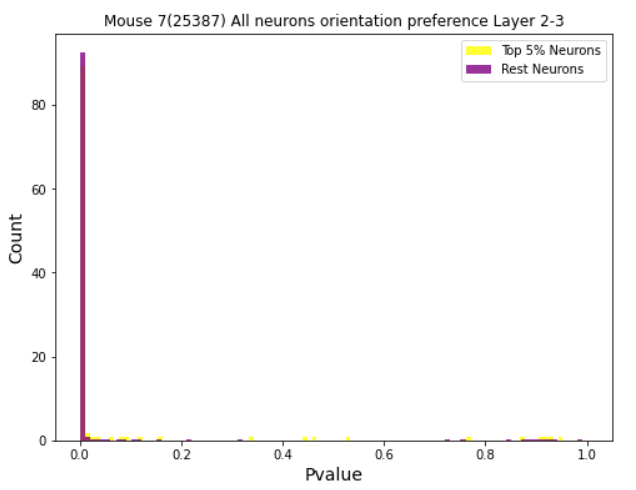 Mouse 7(25387) All neurons orientation preference Layer 2-3
Top 5% Neurons
Rest Neurons
80
60
40
20
0
Count
0.0 0.2 0.4 0.6 0.8 1.0
Pvalue